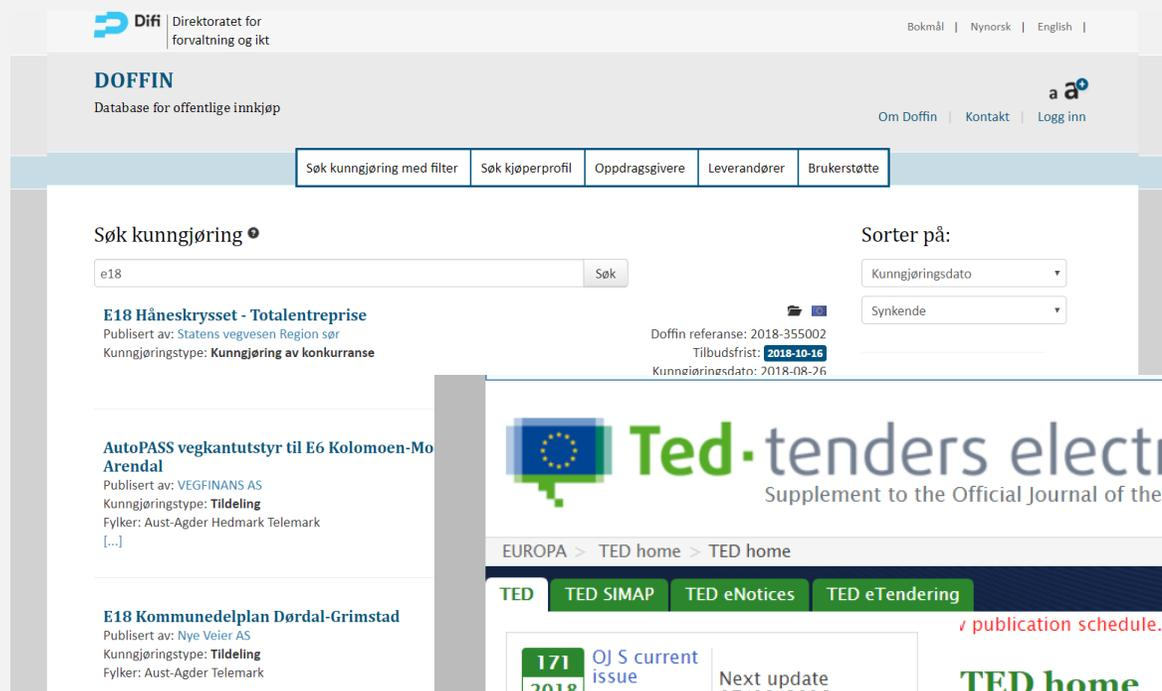 Difi
Direktoratet for
forvaltning og ikt
Bokmål | Nynorsk | English |
DOFFIN
Database for offentlige innkjøp
a a
Om Doffin | Kontakt | Logg inn
Søk kunngjøring med filter
Søk kjøperprofil
Oppdragsgivere
Leverandører
Brukerstøtte
Søk kunngjøring
Sorter på:
e18
Søk
Kunngjøringsdato
Synkende
E18 Håneskrysset - Totalentreprise
Publisert av: Statens vegvesen Region sør
Kunngjøringstype: Kunngjøring av konkurranse
Doffin referanse: 2018-355002
Tilbudsfrist: 2018-10-16
Kunngjøringsdato: 2018-08-26
AutoPASS vegkantutstyr til E6 Kolomoen-Mo
Arendal
Publisert av: VEGFINANS AS
Kunngjøringstype: Tildeling
Fylker: Aust-Agder Hedmark Telemark
[...]
E18 Kommunedelplan Dørdal-Grimstad
Publisert av: Nye Veier AS
Kunngjøringstype: Tildeling
Fylker: Aust-Agder Telemark
Ted· tenders electr
Supplement to the Official Journal of the
EUROPA > TED home > TED home
TED
TED SIMAP
TED eNotices
TED eTendering
publication schedule.
171
2018
OJ S current
issue
Next update
TED home